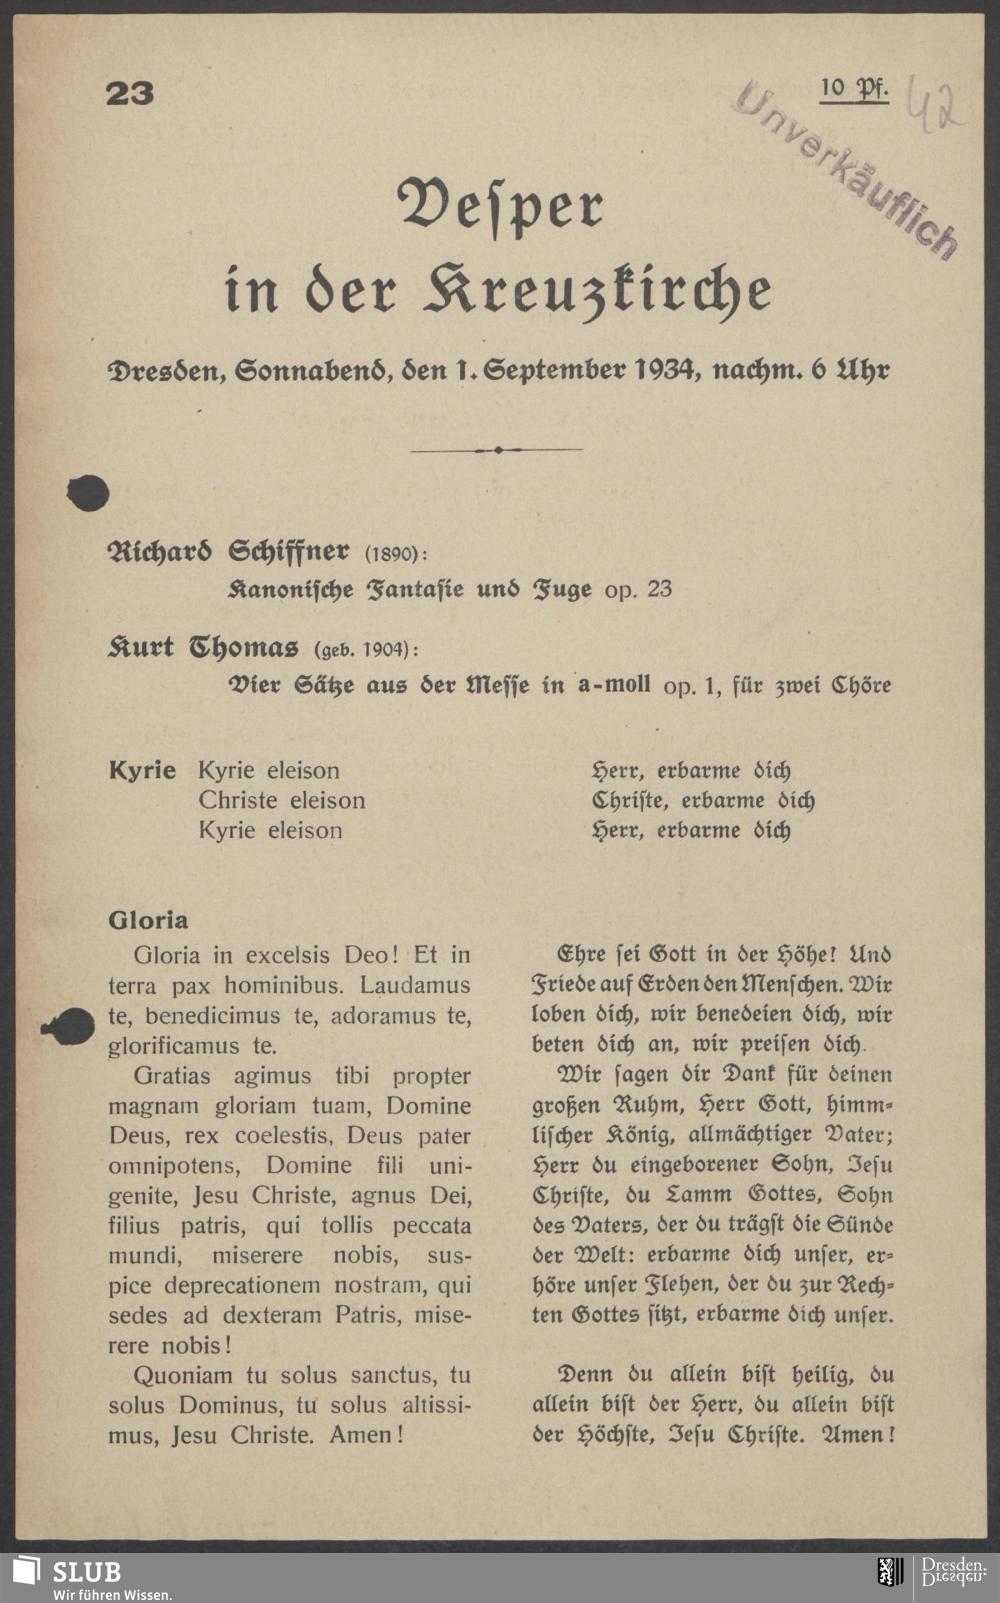 23
10 Pf.
42
Unverkäuflich
Vesper
in der Kreuzkirche
Dresden, Sonnabend, den 1. September 1934, nachm. 6 Uhr
Richard Schiffner (1890):
Kanonische Fantasie und Fuge op. 23
Kurt Thomas (geb. 1904):
Vier Sätze aus der Messe in a-moll op. 1, für zwei Chöre
Kyrie Kyrie eleison
Christe eleison
Kyrie eleison
Herr, erbarme dich
Christe, erbarme dich
Herr, erbarme dich
Gloria
Gloria in excelsis Deo! Et in
terra pax hominibus. Laudamus
te, benedicimus te, adoramus te,
glorificamus te.
Gratias agimus tibi propter
magnam gloriam tuam, Domine
Deus, rex coelestis, Deus pater
omnipotens, Domine fili uni-
genite, Jesu Christe, agnus Dei,
filius patris, qui tollis peccata
mundi, miserere nobis, sus-
pice deprecationem nostram, qui
sedes ad dexteram Patris, mise-
rere nobis!
Quoniam tu solus sanctus, tu
solus Dominus, tu solus altissi-
mus, Jesu Christe. Amen!
Ehre sei Gott in der Höhe! Und
Friede auf Erden den Menschen. Wir
loben dich, wir benedeien dich, wir
beten dich an, wir preisen dich.
Wir sagen dir Dank für deinen
großen Ruhm, Herr Gott, himm-
lischer König, allmächtiger Vater;
Herr du eingeborener Sohn, Jesu
Christe, du Lamm Gottes, Sohn
des Vaters, der du trägst die Sünde
der Welt: erbarme dich unser, er-
höre unser Flehen, der du zur Rech-
ten Gottes sitzt, erbarme dich unser.
Denn du allein bist heilig, du
allein bist der Herr, du allein bist
der Höchste, Jesu Christe. Amen!
SLUB
Wir führen Wissen.
Dresden.